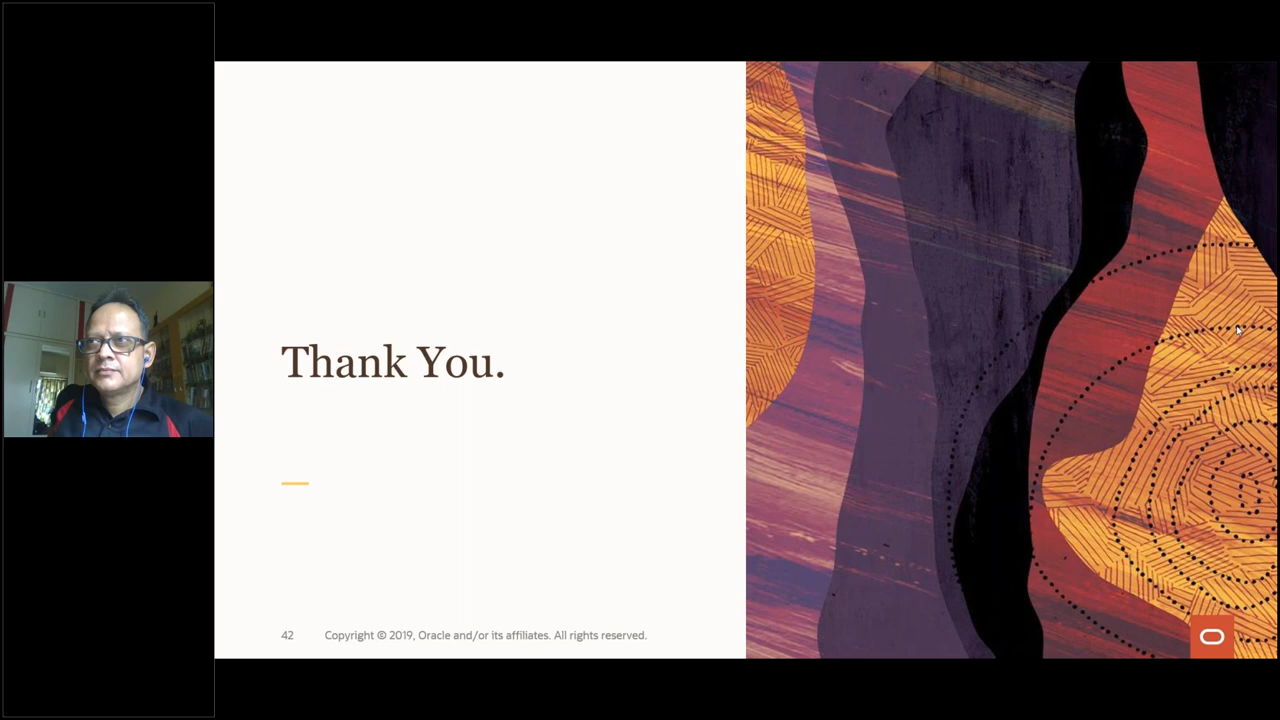 Thank You.
42 Copyright © 2019, Oracle and/or its affiliates. All rights reserved.